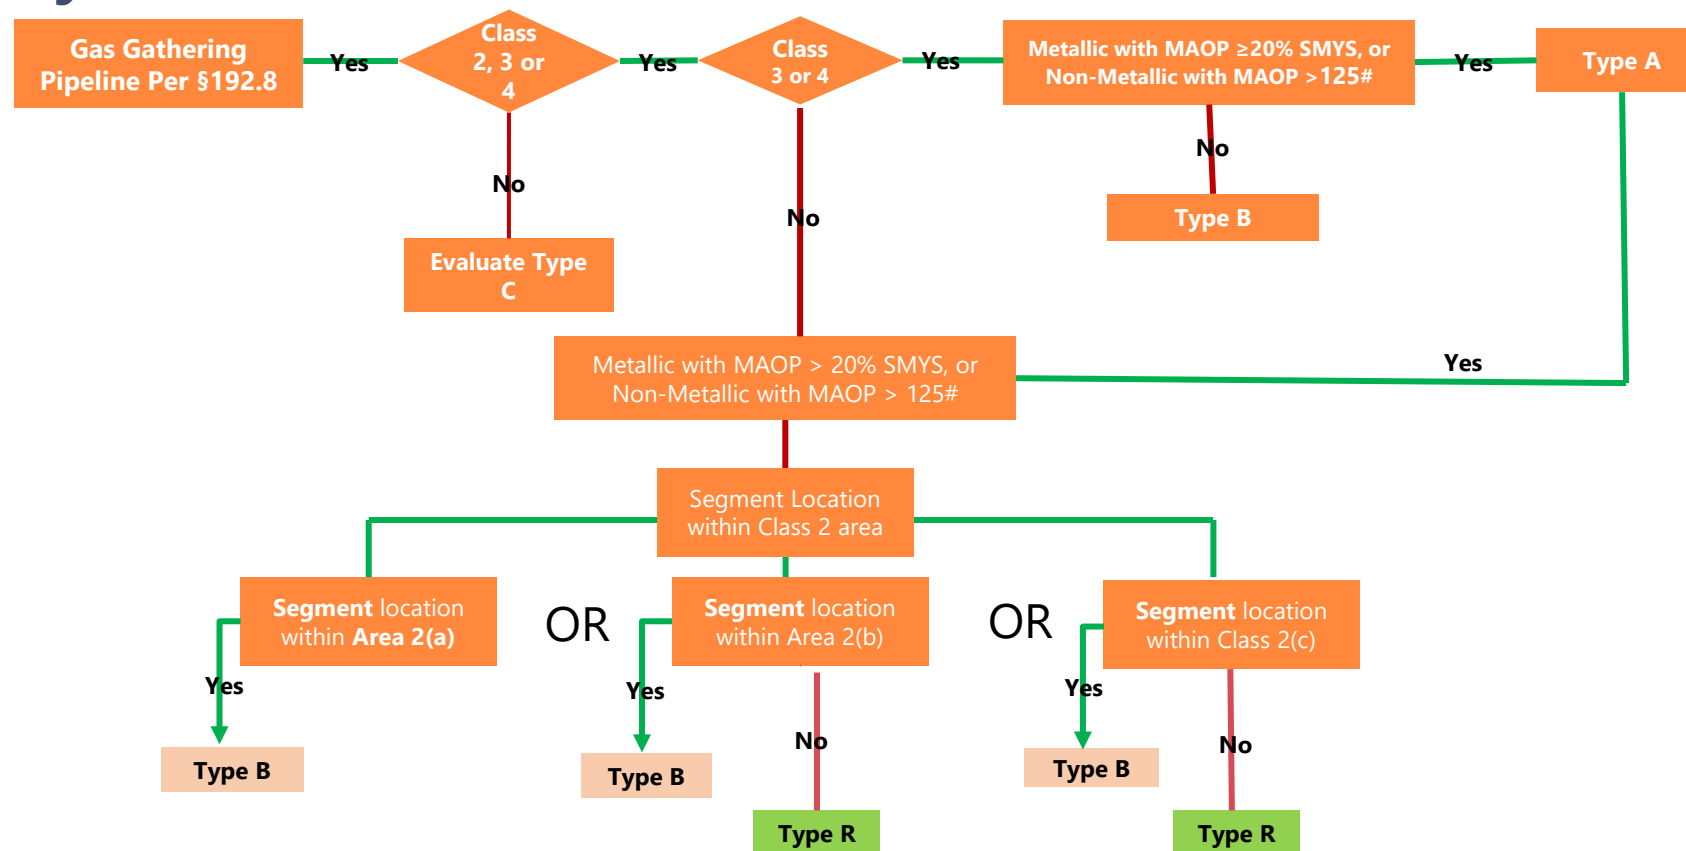 Gas Gathering
Pipeline Per §192.8
Yes
Class
2, 3 or
4
Yes
Class
3 or 4
Yes
Metallic with MAOP ≥20% SMYS, or
Non-Metallic with MAOP >125#
Yes
Type A
No
Evaluate Type
C
No
No
Type B
Metallic with MAOP > 20% SMYS, or
Non-Metallic with MAOP > 125#
Yes
Segment Location
within Class 2 area
Segment location
within Area 2(a)
OR
Segment location
within Area 2(b)
OR
Segment location
within Class 2(c)
Yes
Yes
Yes
No
No
Type B
Type B
Type B
Type R
Type R